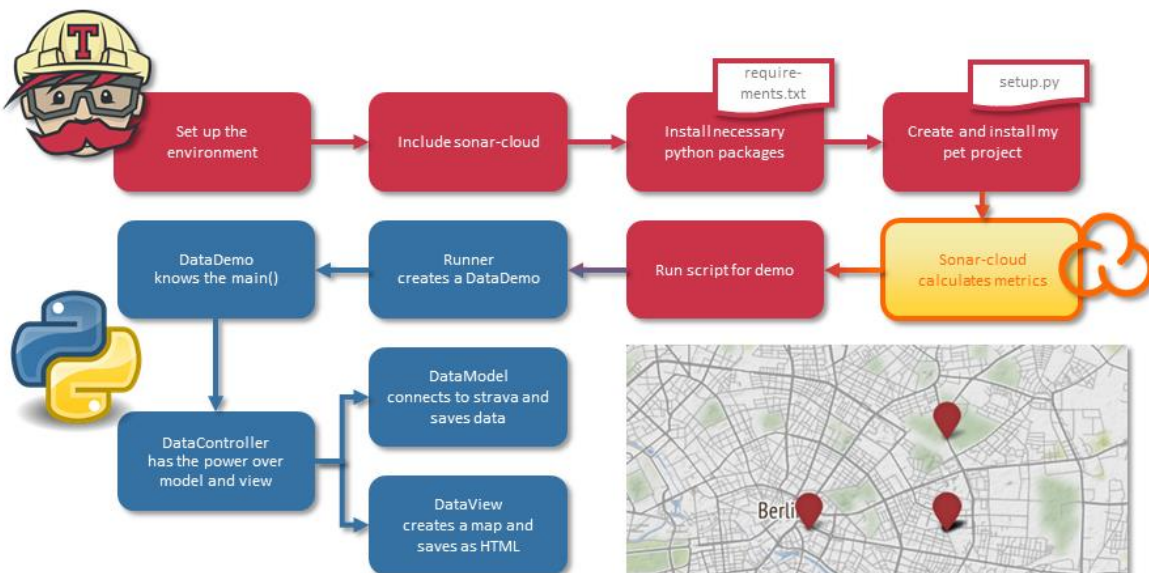 T
require-
ments.txt
setup.py
Set up the
environment
Include sonar-cloud
Install necessary
python packages
Create and install my
pet project
DataDemo
knows the main()
Runner
creates a DataDemo
Run script for demo
Sonar-cloud
calculates metrics
DataModel
connects to strava and
saves data
DataController
has the power over
model and view
DataView
creates a map and
saves as HTML
Berli